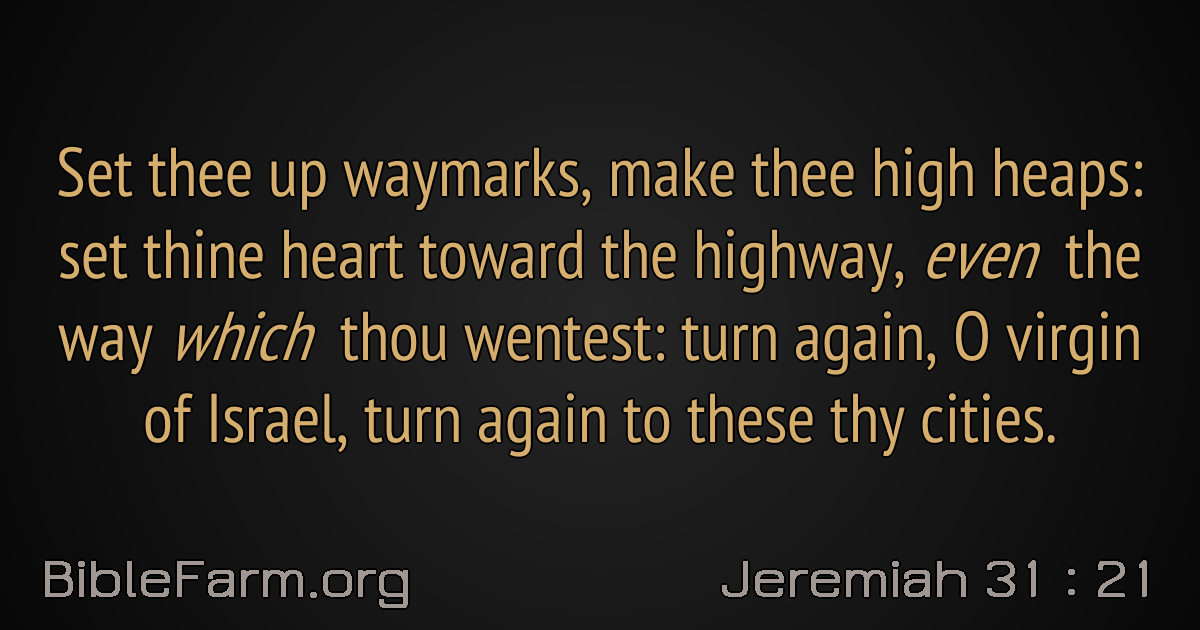 Set thee up waymarks, make thee high heaps:
set thine heart toward the highway, even the
way which thou wentest: turn again, O virgin
of Israel, turn again to these thy cities.
BibleFarm.org
Jeremiah 31 : 21